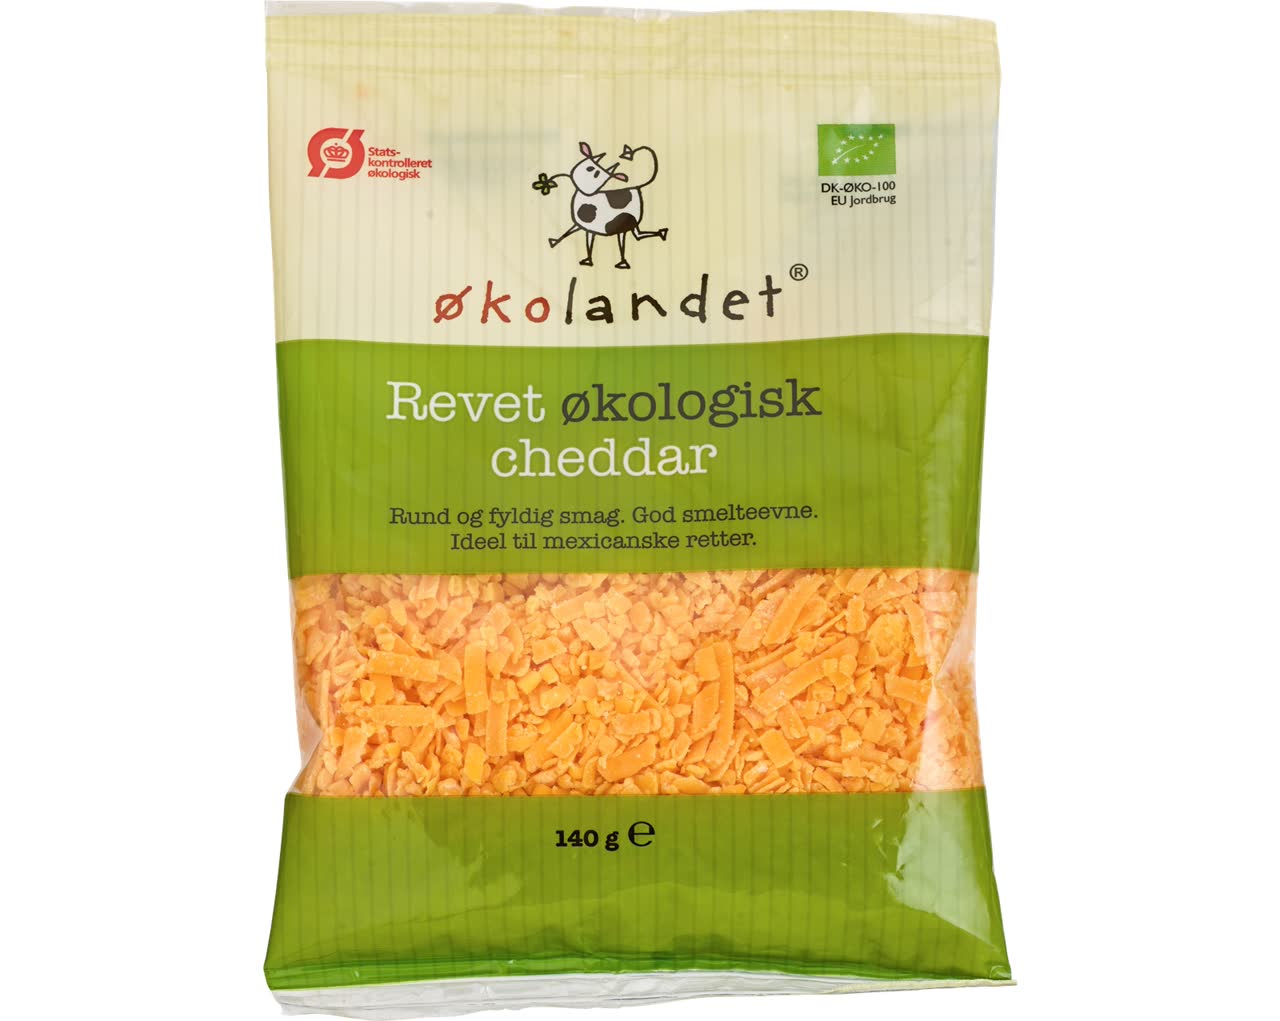 Stats-
kontrolleret
økologisk
DK-ØKO-100
EU Jordbrug
økolandet®
Revet økologisk
cheddar
Rund og fyldig smag. God smelteevne.
Ideel til mexicanske retter.
140 g ℮